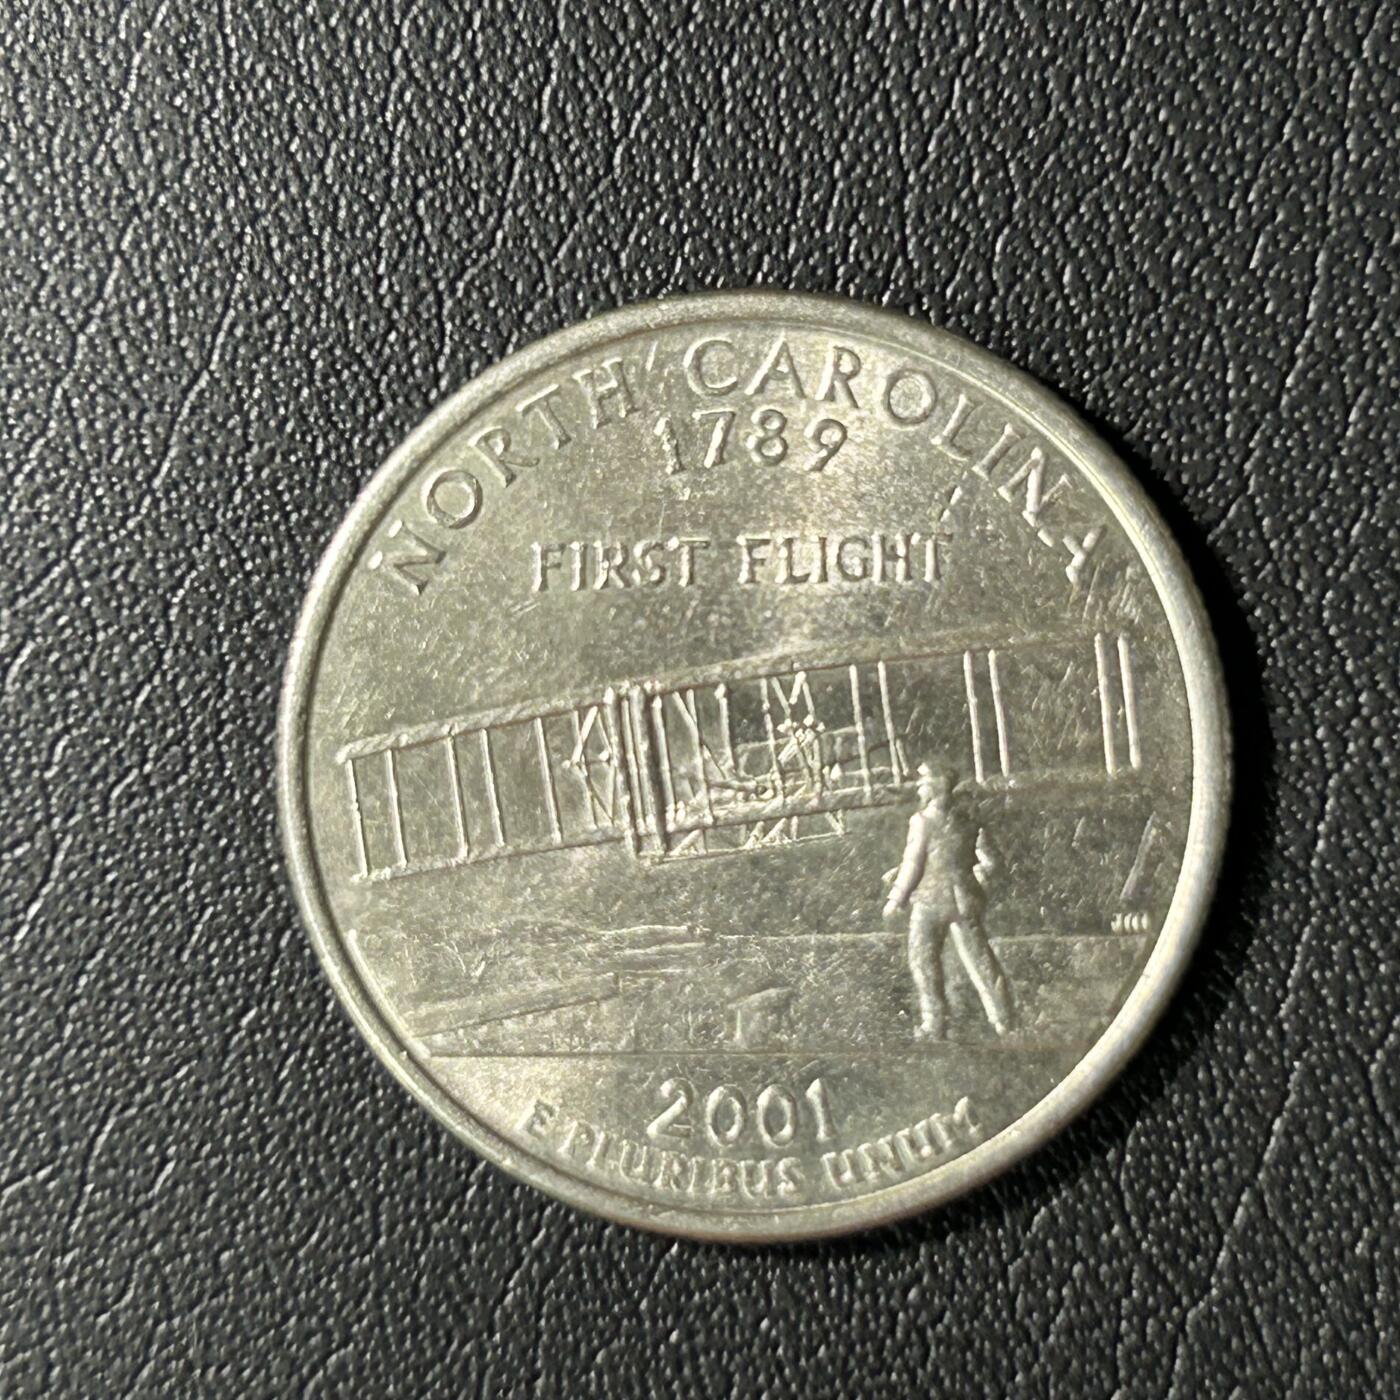 NORTH CAROLINA
1789
FIRST FLIGHT
2001
E PLURIBUS UNUM